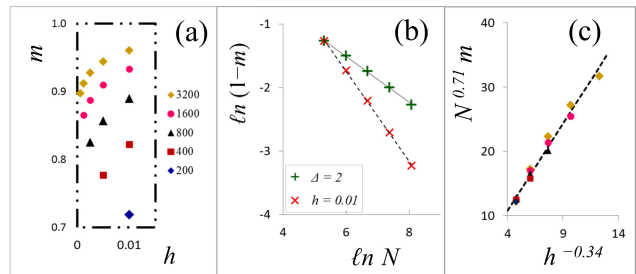 (a)
m
1.0
0.9
0.8
0.7
0
0.01
h
3200
1600
800
400
200
(b)
ℓn (1−m)
-1
-2
-3
-4
4
6
8
ℓn N
Δ = 2
h = 0.01
(c)
N^0.71 m
40
30
20
10
4
9
14
h^−0.34